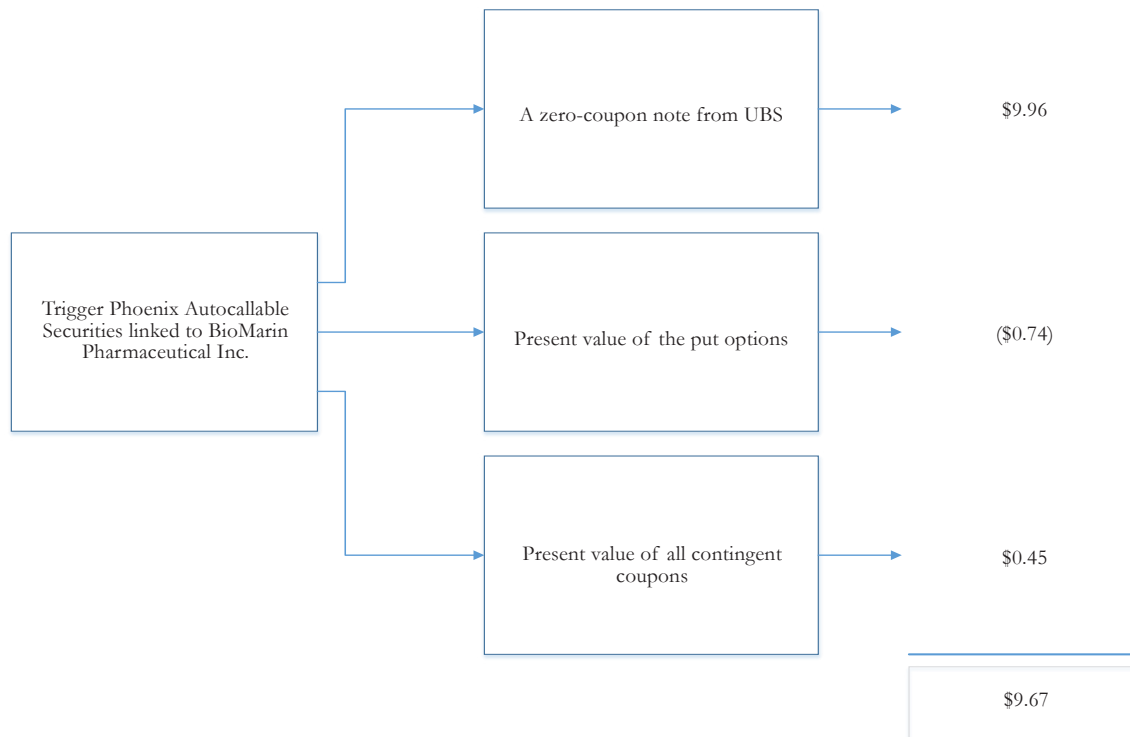 A zero-coupon note from UBS
$9.96
Trigger Phoenix Autocallable
Securities linked to BioMarin
Pharmaceutical Inc.
Present value of the put options
($0.74)
Present value of all contingent
coupons
$0.45
$9.67